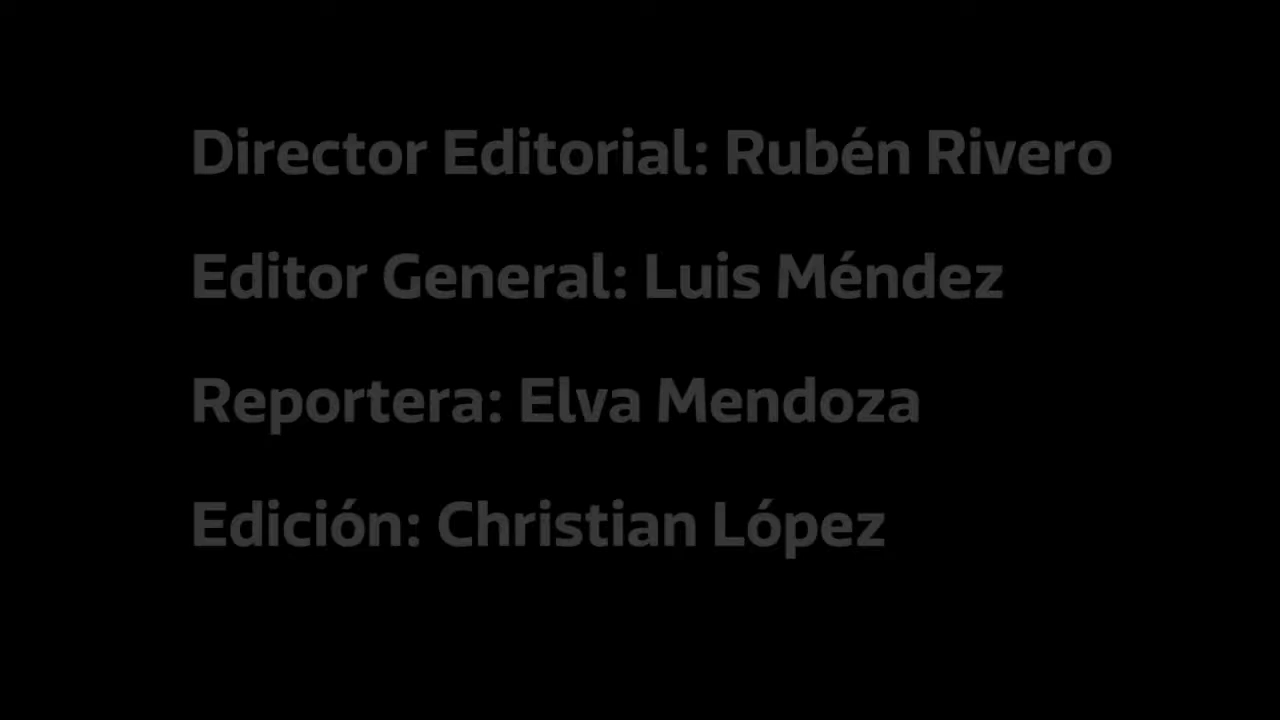 Director Editorial: Rubén Rivero
Editor General: Luis Méndez
Reportera: Elva Mendoza
Edición: Christian López